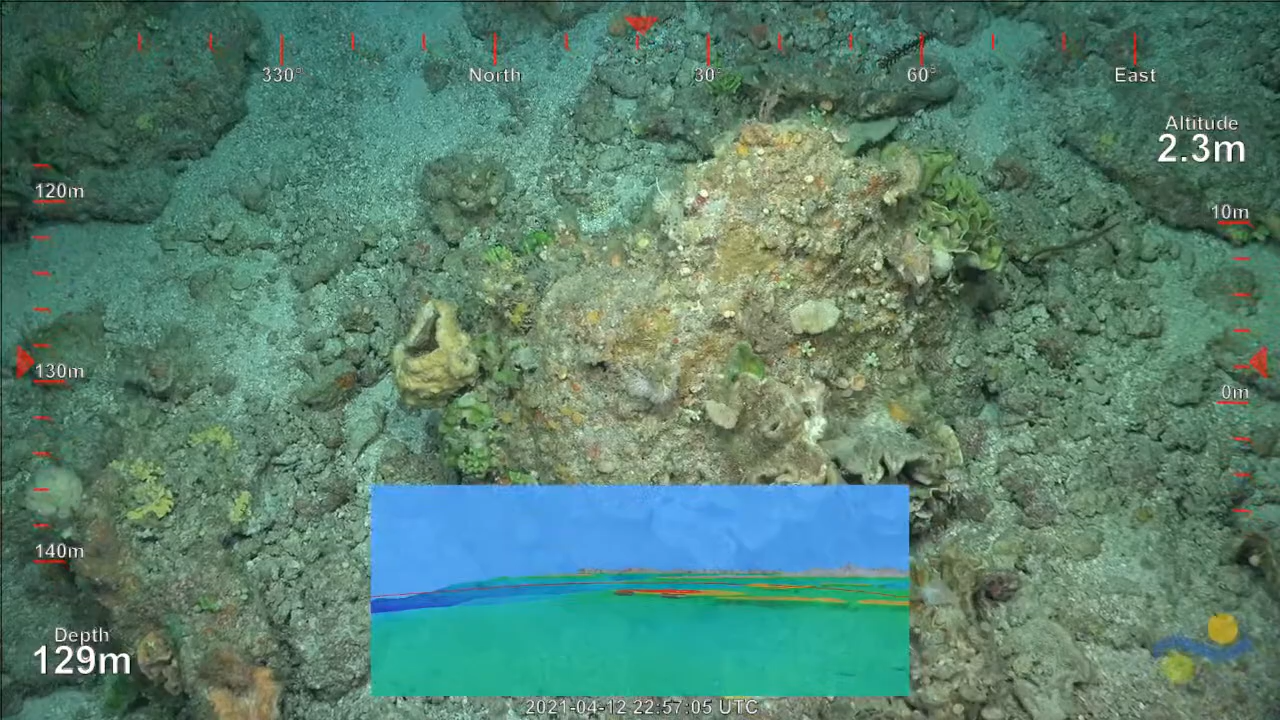 330°
North
30°
60°
East
Altitude
2.3m
120m
10m
130m
0m
140m
Depth
129m
2021-04-12 22:57:05 UTC